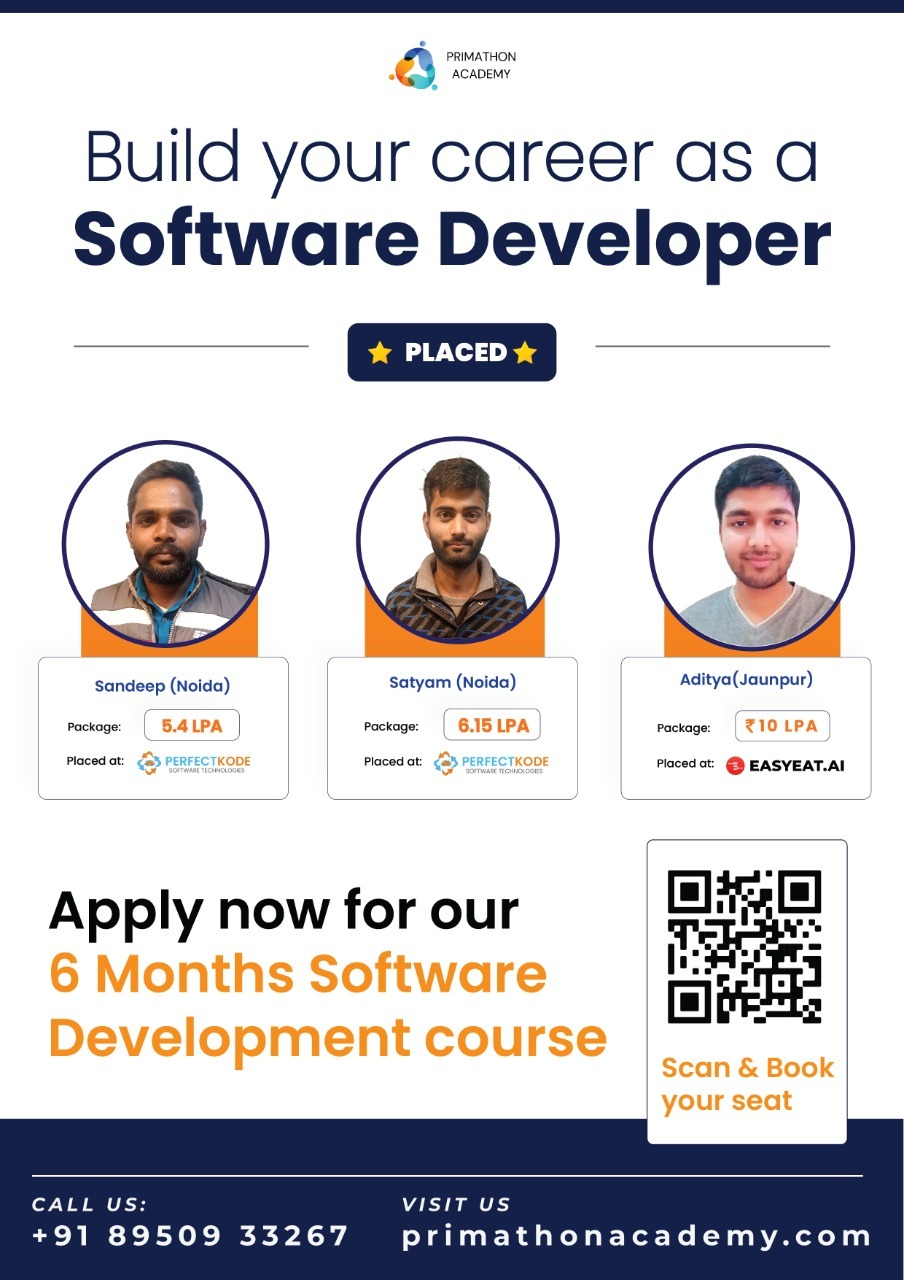 PRIMATHON
ACADEMY
Build your career as a
Software Developer
PLACED
Sandeep (Noida)
Package: 5.4 LPA
Placed at: PERFECTKODE
SOFTWARE TECHNOLOGIES
Satyam (Noida)
Package: 6.15 LPA
Placed at: PERFECTKODE
SOFTWARE TECHNOLOGIES
Aditya(Jaunpur)
Package: ₹10 LPA
Placed at: EASYEAT.AI
Apply now for our
6 Months Software
Development course
Scan & Book
your seat
CALL US:
+91 89509 33267
VISIT US
primathonacademy.com